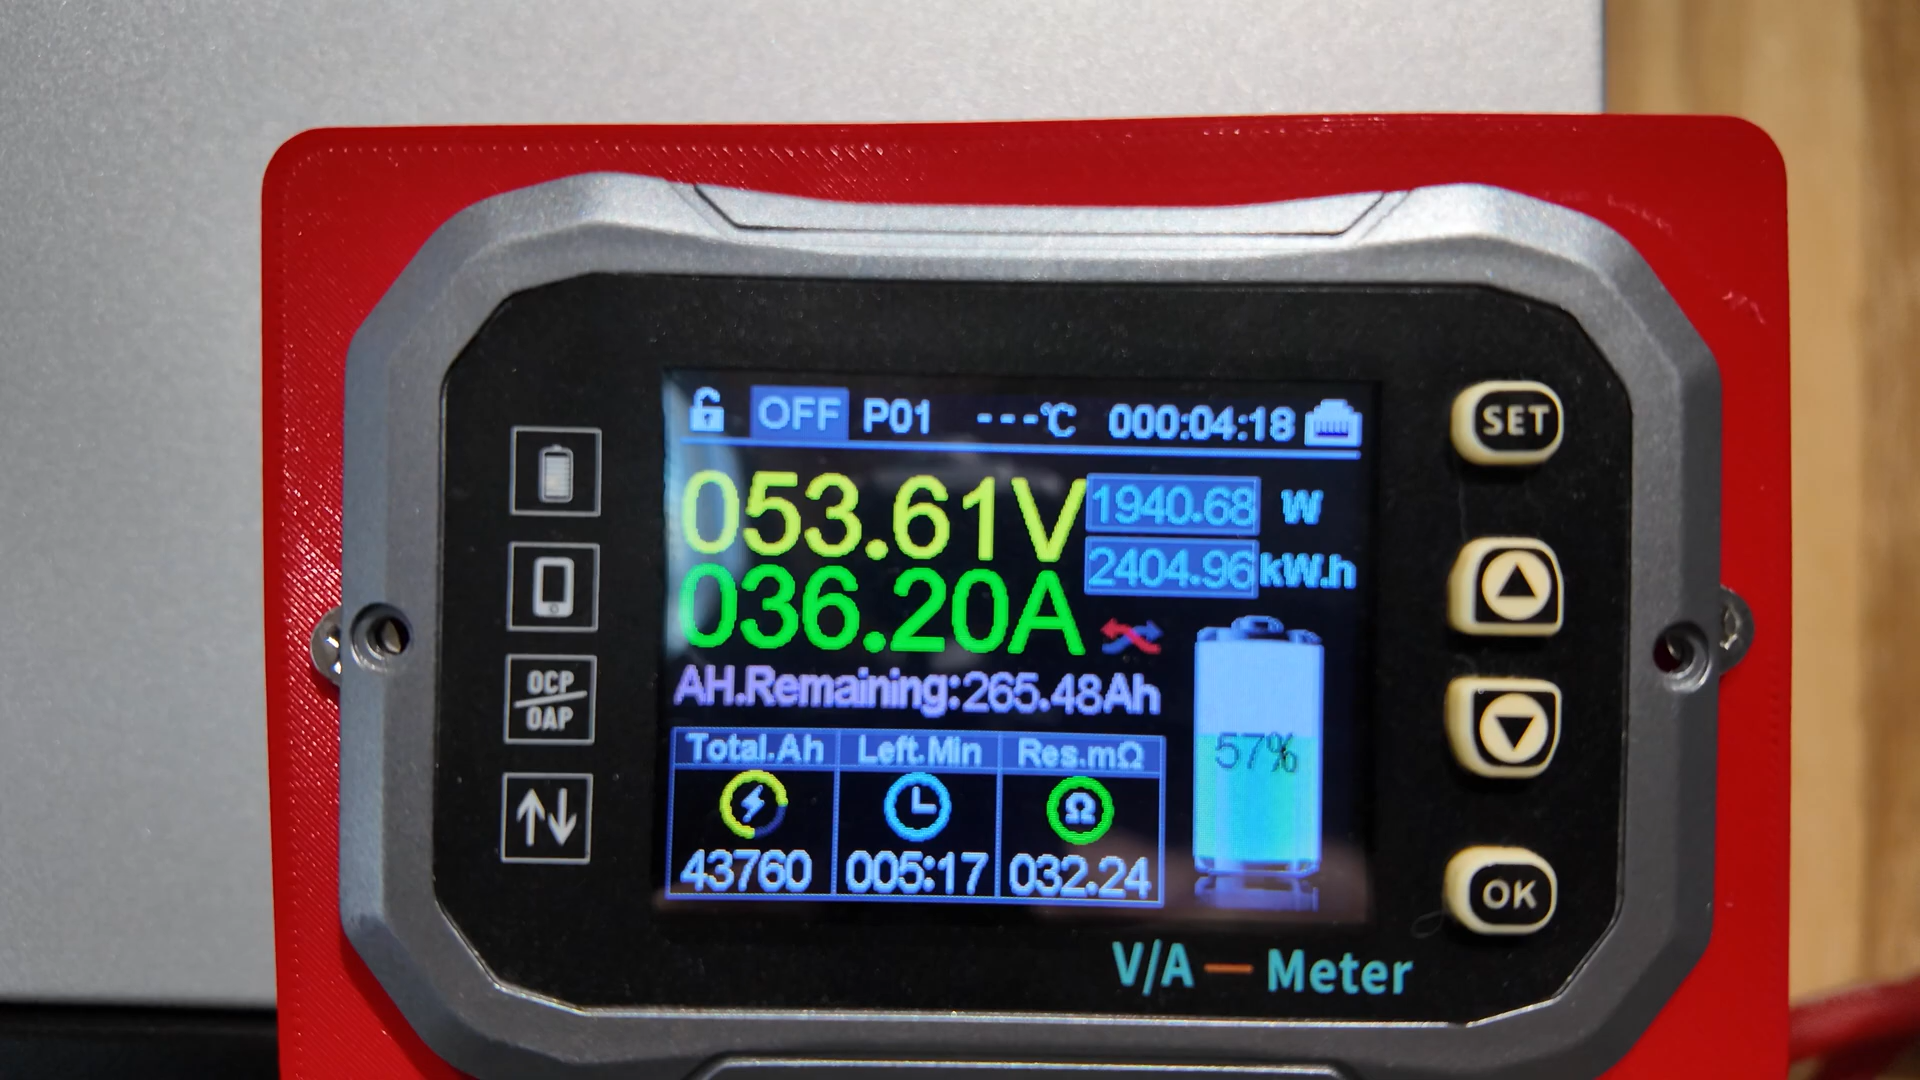 OFF P01 ---℃ 000:04:18
053.61V 1940.68 W
2404.96 kW.h
036.20A
AH.Remaining:265.48Ah
Total.Ah Left.Min Res.mΩ
57%
Ω
43760 005:17 032.24
OCP
OAP
SET
OK
V/A — Meter